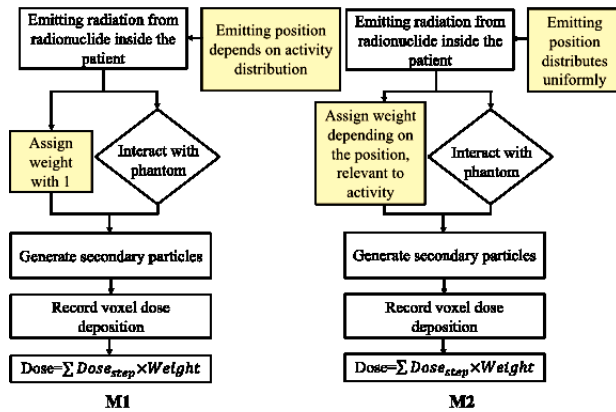 Emitting radiation from
radionuclide inside the
patient
Emitting position
depends on activity
distribution
Assign
weight
with 1
Interact with
phantom
Generate secondary particles
Record voxel dose
deposition
Dose=∑ Dose_step×Weight
M1
Emitting radiation from
radionuclide inside the
patient
Emitting
position
distributes
uniformly
Assign weight
depending on
the position,
relevant to
activity
Interact with
phantom
Generate secondary particles
Record voxel dose
deposition
Dose=∑ Dose_step×Weight
M2